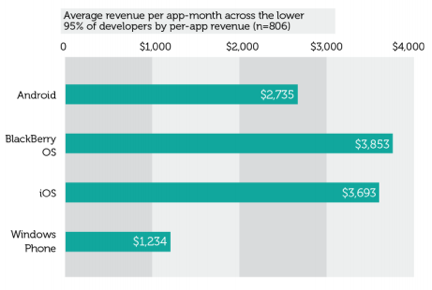 Average revenue per app-month across the lower
95% of developers by per-app revenue (n=806)
0 $1,000 $2,000 $3,000 $4,000
Android $2,735
BlackBerry
OS $3,853
iOS $3,693
Windows
Phone $1,234